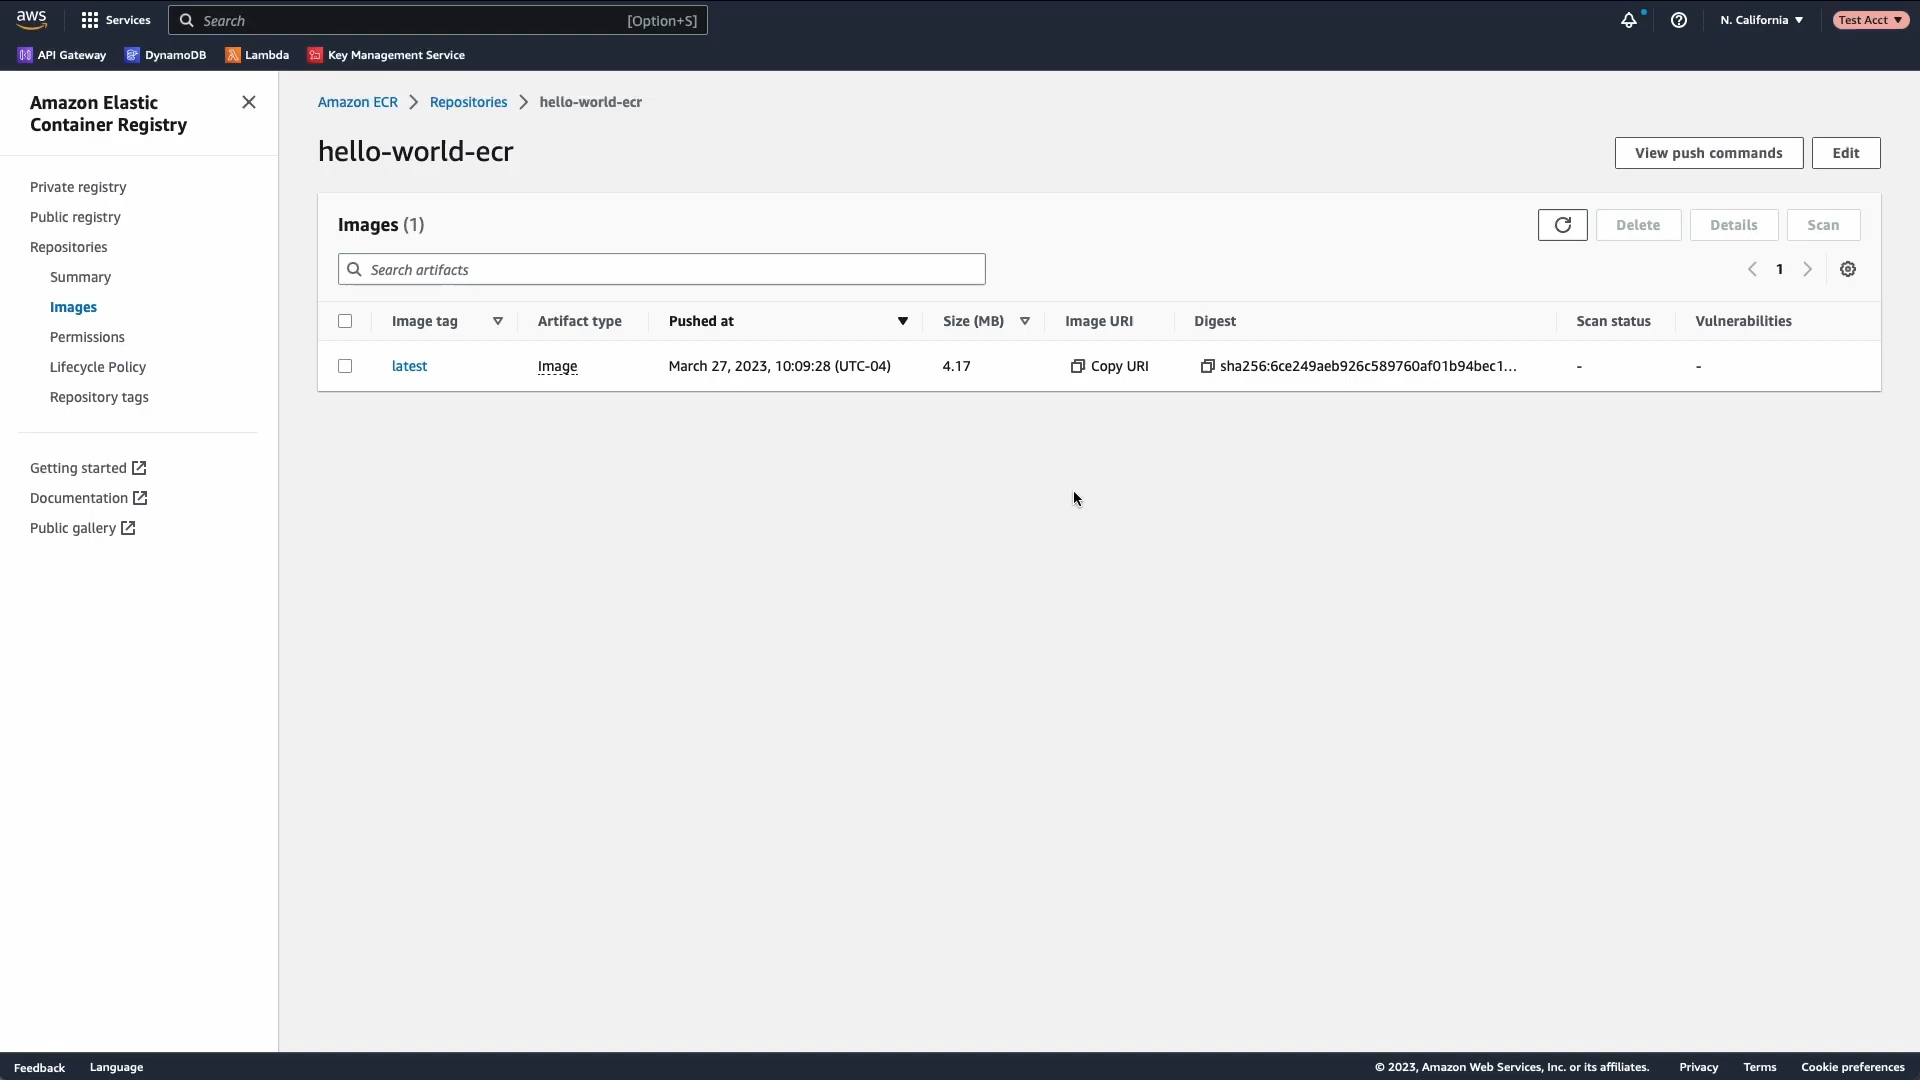 aws Services Search [Option+S] N. California Test Acct
API Gateway DynamoDB Lambda Key Management Service
Amazon Elastic
Container Registry
Private registry
Public registry
Repositories
Summary
Images
Permissions
Lifecycle Policy
Repository tags
Getting started
Documentation
Public gallery
Amazon ECR Repositories hello-world-ecr
hello-world-ecr
View push commands Edit
Images (1)
Delete Details Scan
Search artifacts
1
Image tag Artifact type Pushed at Size (MB) Image URI Digest Scan status Vulnerabilities
latest Image March 27, 2023, 10:09:28 (UTC-04) 4.17 Copy URI sha256:6ce249aeb926c589760af01b94bec1... - -
Feedback Language © 2023, Amazon Web Services, Inc. or its affiliates. Privacy Terms Cookie preferences